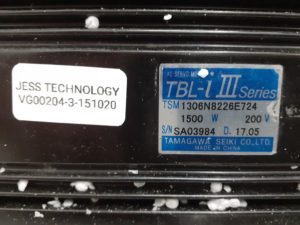 JESS TECHNOLOGY
VG00204-3-151020
AC SERVO MOTOR
TBL-i III Series
TSM 1306N8226E724
1500 W 200 V
S/N SA03984 D. 17.05
TAMAGAWA SEIKI CO.,LTD.
MADE IN CHINA